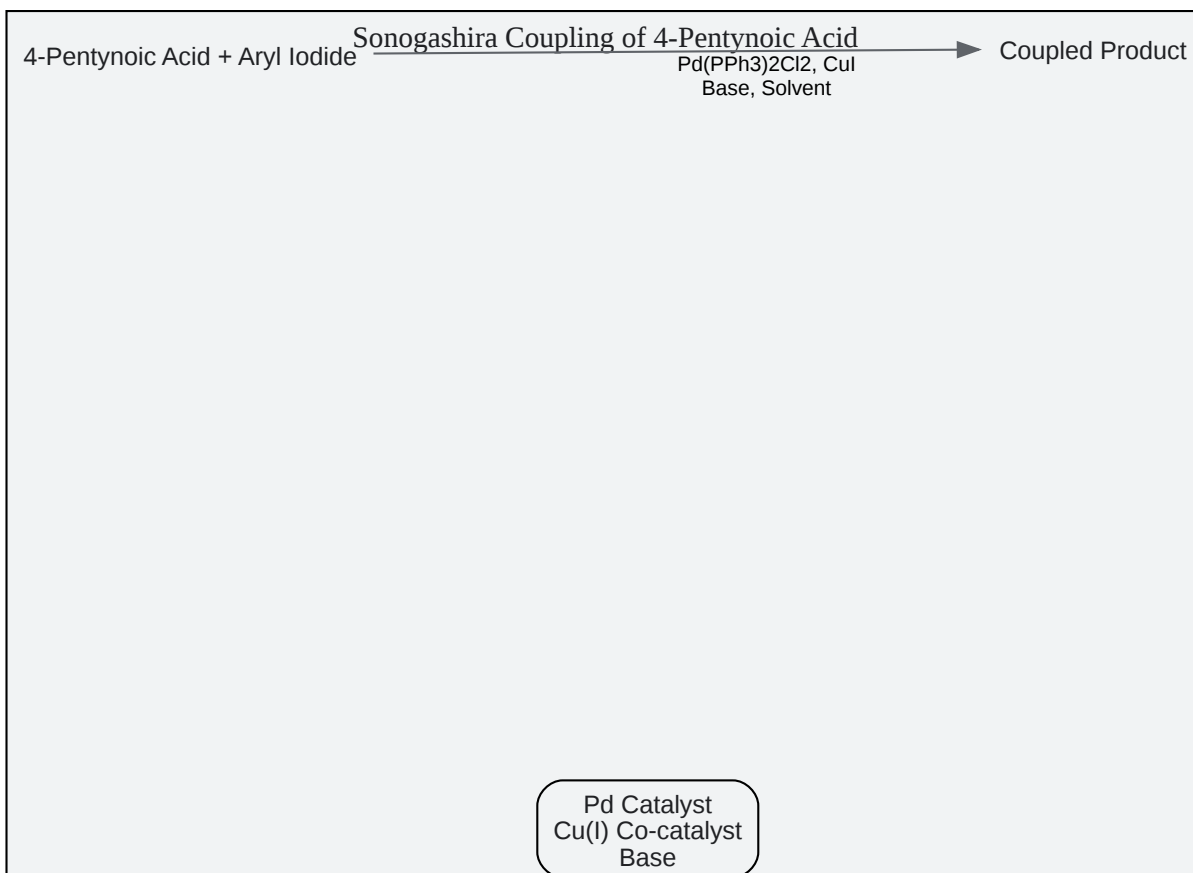 Sonogashira Coupling of 4-Pentynoic Acid
4-Pentynoic Acid + Aryl Iodide
Pd(PPh3)2Cl2, CuI
Base, Solvent
Coupled Product
Pd Catalyst
Cu(I) Co-catalyst
Base